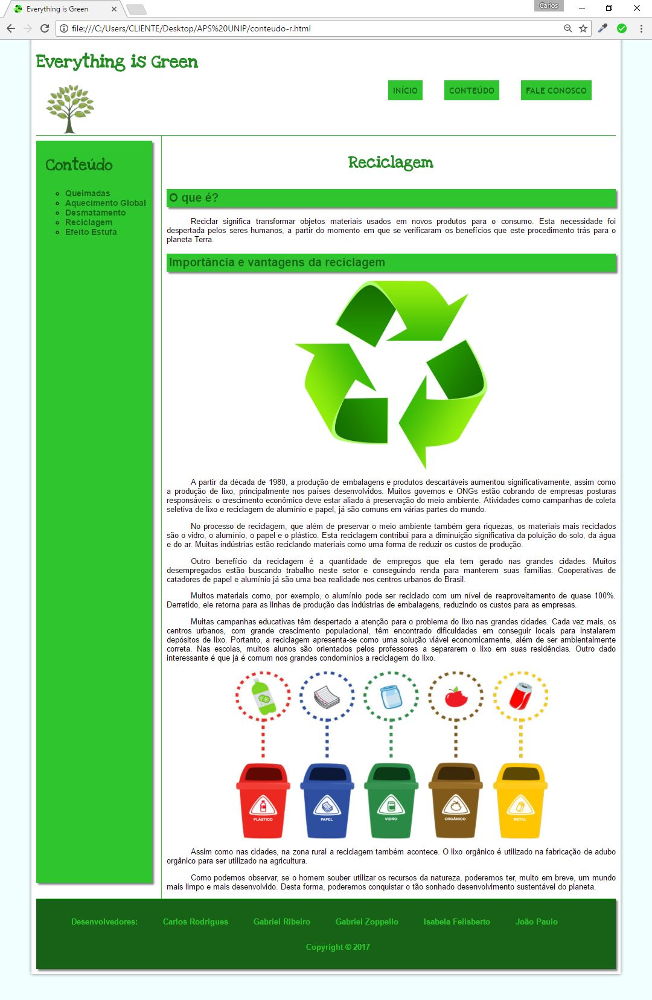 Everything is Green
Carlos
file:///C:/Users/CLIENTE/Desktop/APS%20UNIP/conteudo-r.html
Everything is Green
INÍCIO CONTEÚDO FALE CONOSCO
Conteúdo
Queimadas
Aquecimento Global
Desmatamento
Reciclagem
Efeito Estufa
Reciclagem
O que é?
Reciclar significa transformar objetos materiais usados em novos produtos para o consumo. Esta necessidade foi
despertada pelos seres humanos, a partir do momento em que se verificaram os benefícios que este procedimento trás para o
planeta Terra.
Importância e vantagens da reciclagem
A partir da década de 1980, a produção de embalagens e produtos descartáveis aumentou significativamente, assim como
a produção de lixo, principalmente nos países desenvolvidos. Muitos governos e ONGs estão cobrando de empresas posturas
responsáveis: o crescimento econômico deve estar aliado à preservação do meio ambiente. Atividades como campanhas de coleta
seletiva de lixo e reciclagem de alumínio e papel, já são comuns em várias partes do mundo.
No processo de reciclagem, que além de preservar o meio ambiente também gera riquezas, os materiais mais reciclados
são o vidro, o alumínio, o papel e o plástico. Esta reciclagem contribui para a diminuição significativa da poluição do solo, da água
e do ar. Muitas indústrias estão reciclando materiais como uma forma de reduzir os custos de produção.
Outro benefício da reciclagem é a quantidade de empregos que ela tem gerado nas grandes cidades. Muitos
desempregados estão buscando trabalho neste setor e conseguindo renda para manterem suas famílias. Cooperativas de
catadores de papel e alumínio já são uma boa realidade nos centros urbanos do Brasil.
Muitos materiais como, por exemplo, o alumínio pode ser reciclado com um nível de reaproveitamento de quase 100%.
Derretido, ele retorna para as linhas de produção das indústrias de embalagens, reduzindo os custos para as empresas.
Muitas campanhas educativas têm despertado a atenção para o problema do lixo nas grandes cidades. Cada vez mais, os
centros urbanos, com grande crescimento populacional, têm encontrado dificuldades em conseguir locais para instalarem
depósitos de lixo. Portanto, a reciclagem apresenta-se como uma solução viável economicamente, além de ser ambientalmente
correta. Nas escolas, muitos alunos são orientados pelos professores a separarem o lixo em suas residências. Outro dado
interessante é que já é comum nos grandes condomínios a reciclagem do lixo.
PLÁSTICO PAPEL VIDRO ORGÂNICO METAL
Assim como nas cidades, na zona rural a reciclagem também acontece. O lixo orgânico é utilizado na fabricação de adubo
orgânico para ser utilizado na agricultura.
Como podemos observar, se o homem souber utilizar os recursos da natureza, poderemos ter, muito em breve, um mundo
mais limpo e mais desenvolvido. Desta forma, poderemos conquistar o tão sonhado desenvolvimento sustentável do planeta.
Desenvolvedores: Carlos Rodrigues Gabriel Ribeiro Gabriel Zoppello Isabela Felisberto João Paulo
Copyright © 2017